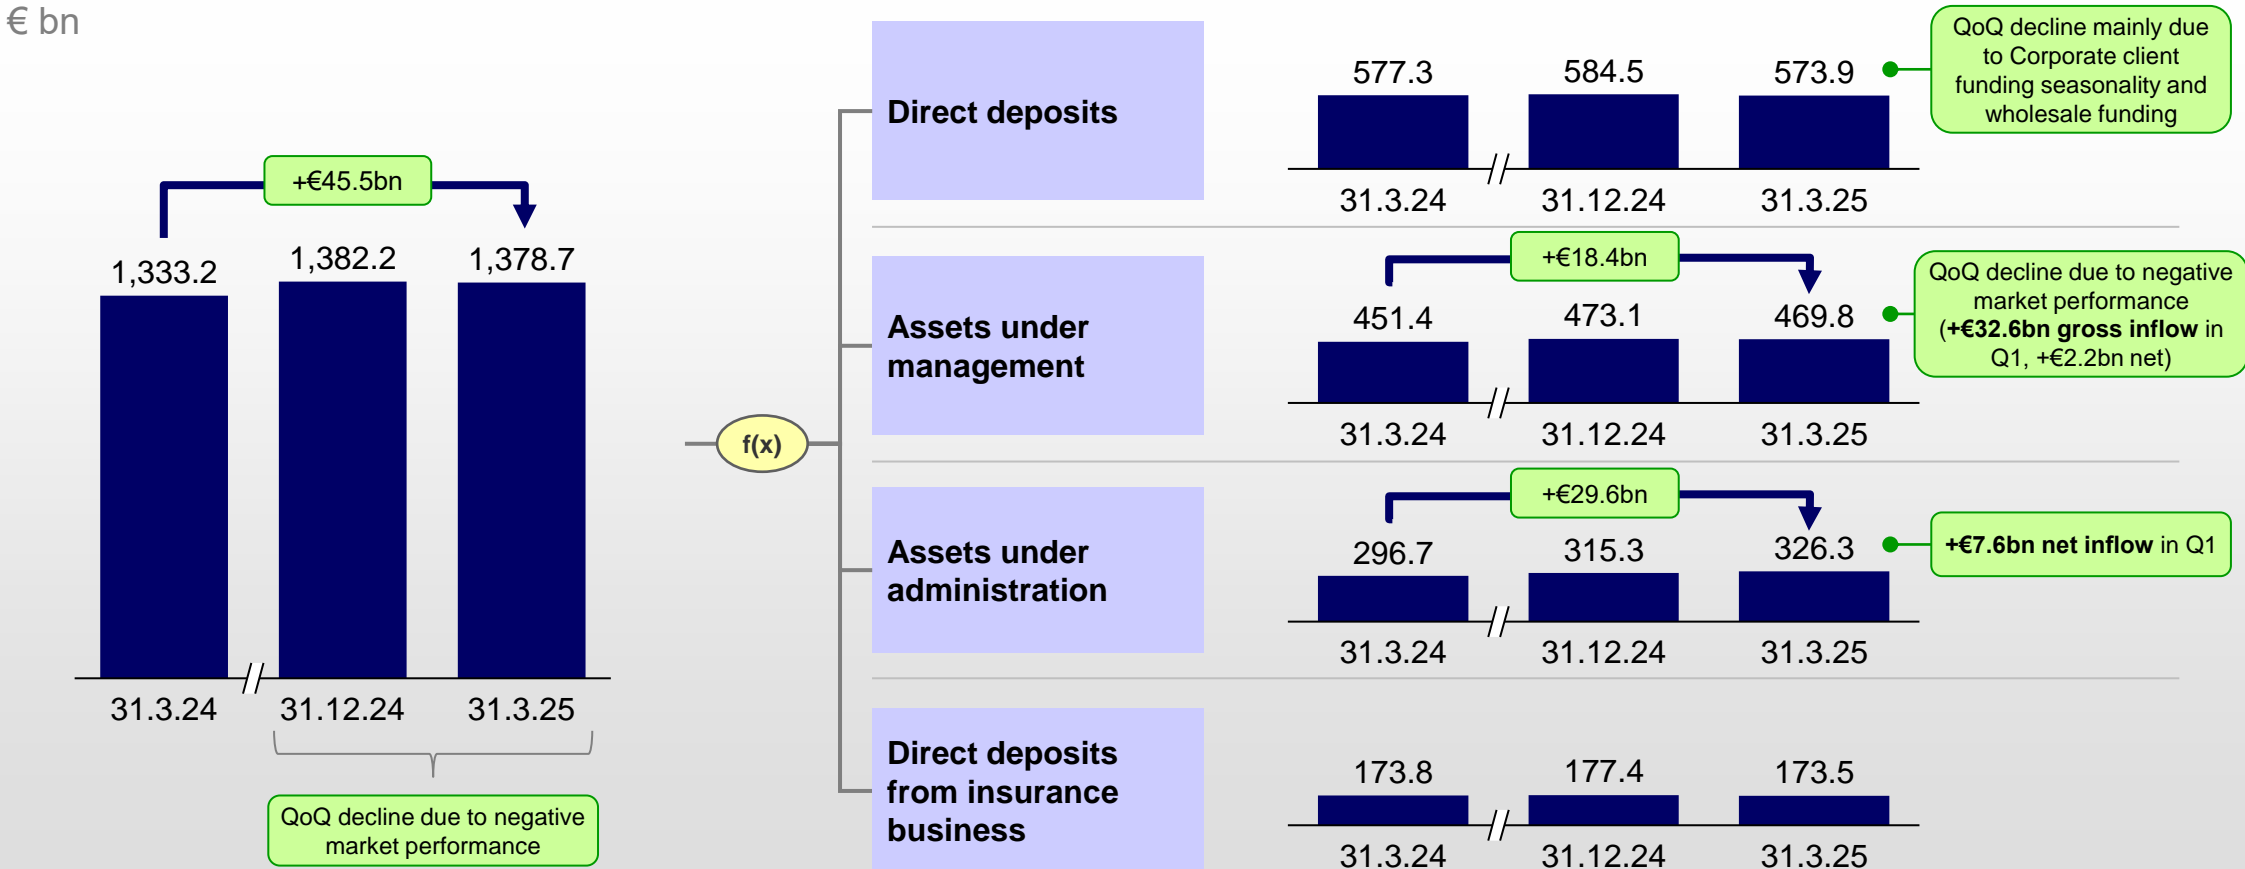 € bn
+€45.5bn
1,333.2
1,382.2
1,378.7
31.3.24
31.12.24
31.3.25
QoQ decline due to negative
market performance
f(x)
Direct deposits
577.3
584.5
573.9
31.3.24
31.12.24
31.3.25
QoQ decline mainly due
to Corporate client
funding seasonality and
wholesale funding
Assets under
management
+€18.4bn
451.4
473.1
469.8
31.3.24
31.12.24
31.3.25
QoQ decline due to negative
market performance
(+€32.6bn gross inflow in
Q1, +€2.2bn net)
Assets under
administration
+€29.6bn
296.7
315.3
326.3
31.3.24
31.12.24
31.3.25
+€7.6bn net inflow in Q1
Direct deposits
from insurance
business
173.8
177.4
173.5
31.3.24
31.12.24
31.3.25